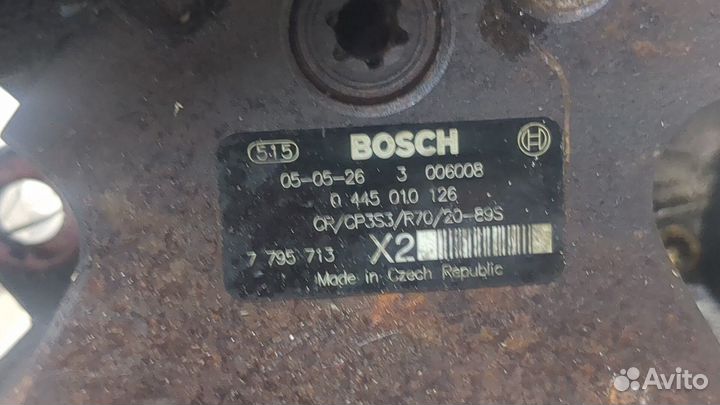 515 BOSCH
05-05-26 3 006008
0 445 010 126
CR/CP3S3/R70/20-89S
7 795 713 X2
Made in Czech Republic
Avito